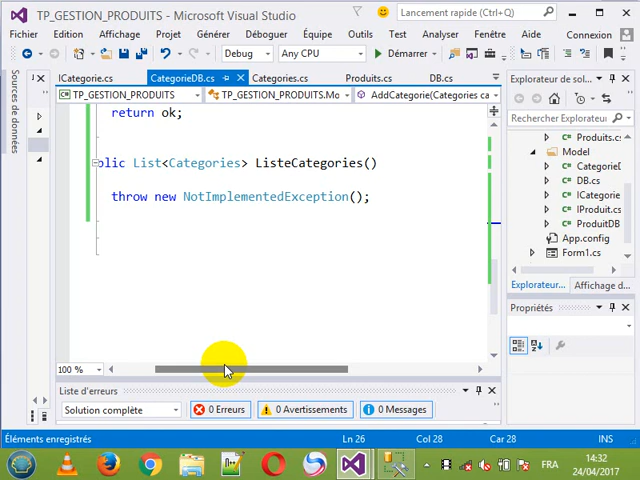 TP_GESTION_PRODUITS - Microsoft Visual Studio
Lancement rapide (Ctrl+Q)
Fichier Edition Affichage Projet Générer Déboguer Équipe Outils
Test Analyser Fenêtre Aide Connexion
Debug Any CPU Démarrer
Sources de données
ICategorie.cs CategorieDB.cs Categories.cs Produits.cs DB.cs
TP_GESTION_PRODUITS TP_GESTION_PRODUITS.Mo AddCategorie(Categories ca
return ok;
blic List<Categories> ListeCategories()
throw new NotImplementedException();
100 %
Explorateur de sol...
Rechercher Explorateur
Produits.cs
Model
CategorieD
DB.cs
ICategorie
IProduit.cs
ProduitDB
App.config
Form1.cs
Explorateur... Affichage de...
Propriétés
Liste d'erreurs
Solution complète 0 Erreurs 0 Avertissements 0 Messages
Éléments enregistrés Ln 26 Col 28 Car 28 INS
FR
14:32
24/04/2017